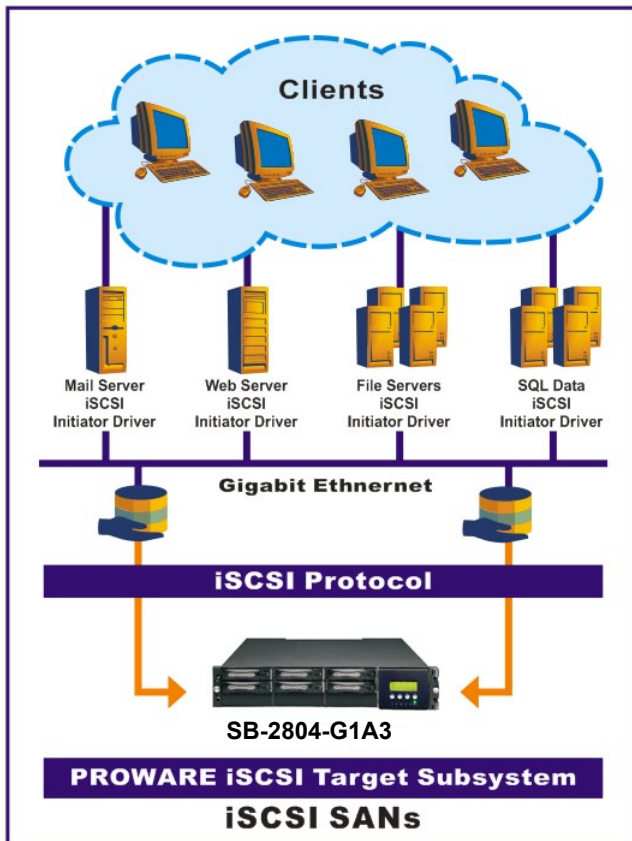 Clients
Mail Server
iSCSI
Initiator Driver
Web Server
iSCSI
Initiator Driver
File Servers
iSCSI
Initiator Driver
SQL Data
iSCSI
Initiator Driver
Gigabit Ethnernet
iSCSI Protocol
SB-2804-G1A3
PROWARE iSCSI Target Subsystem
iSCSI SANs